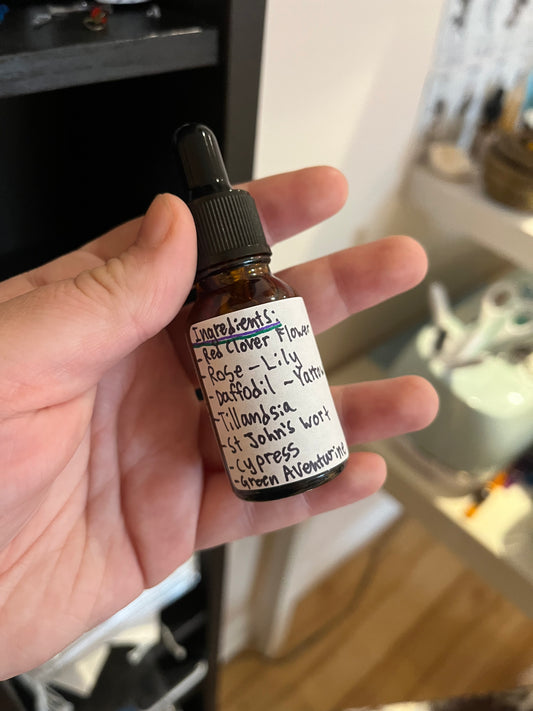 Ingredients:
- Red Clover Flower
- Rose - Lily
- Daffodil - Yarrow
- Tillandsia
- St John's wort
- Cypress
- Green Aventurine